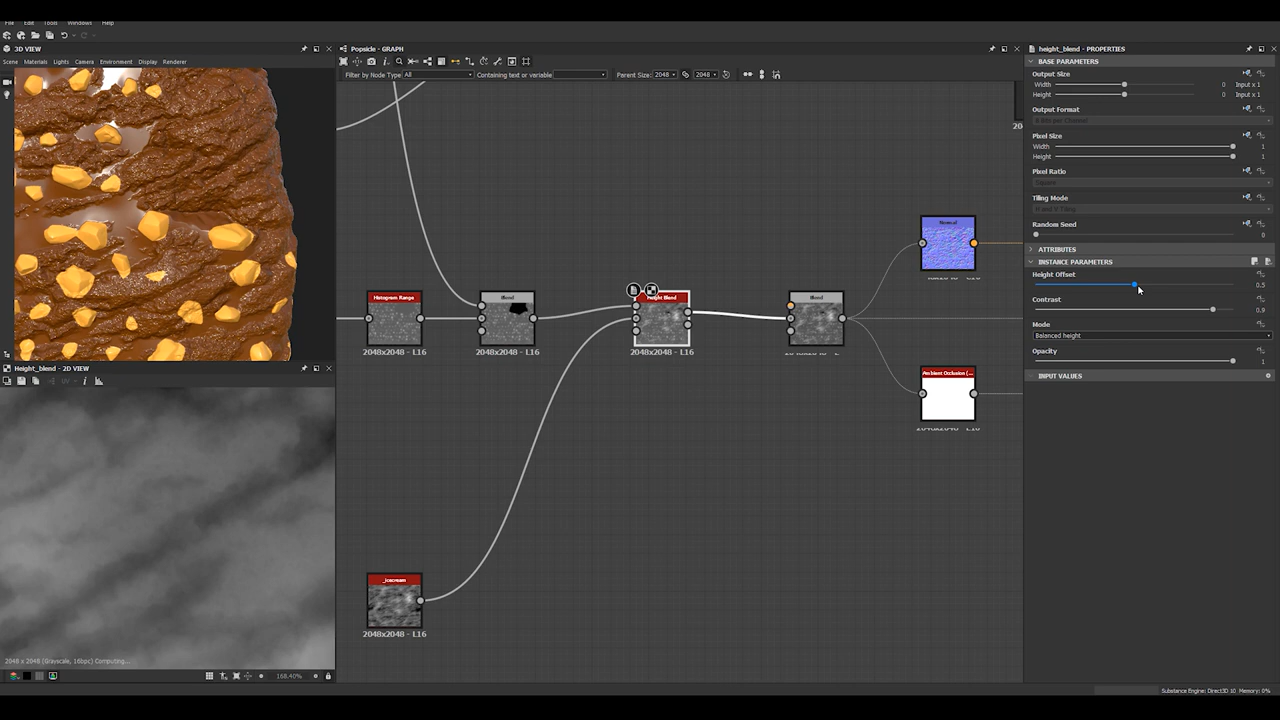 File Edit Tools Windows Help
3D VIEW
Scene Materials Lights Camera Environment Display Renderer
Height_blend - 2D VIEW
UV
2048 x 2048 (Grayscale, 16bpc) Computing...
168.40%
Popsicle - GRAPH
Filter by Node Type All Containing text or variable Parent Size: 2048 2048
Normal
Histogram Range
2048x2048 - L16
Blend
2048x2048 - L16
Height Blend
2048x2048 - L16
Blend
Ambient Occlusion (...
_icecream
2048x2048 - L16
20
height_blend - PROPERTIES
BASE PARAMETERS
Output Size
Width 0 Input x 1
Height 0 Input x 1
Output Format
Pixel Size
Width 1
Height 1
Pixel Ratio
Tiling Mode
Random Seed
0
ATTRIBUTES
INSTANCE PARAMETERS
Height Offset
0.5
Contrast
0.9
Mode
Balanced height
Opacity
1
INPUT VALUES
Substance Engine: Direct3D 10 Memory: 0%